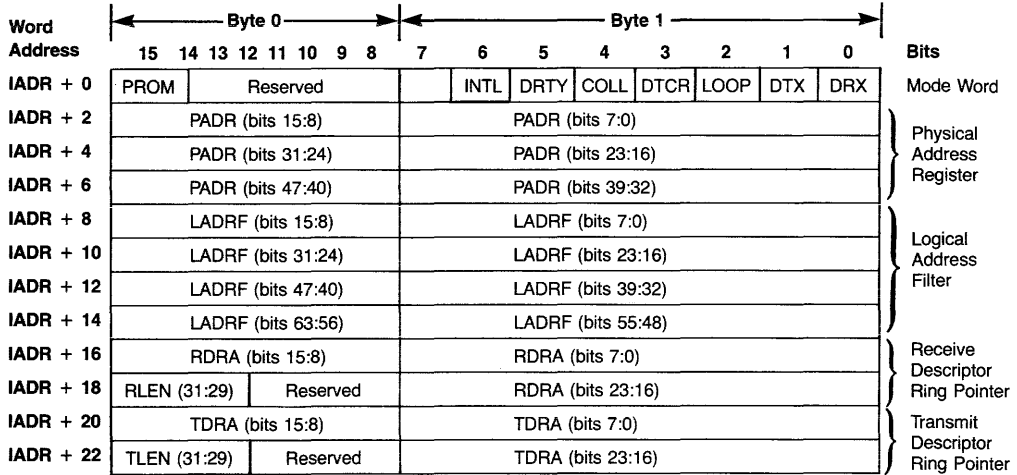 Word Address
Byte 0 Byte 1
15 14 13 12 11 10 9 8 7 6 5 4 3 2 1 0 Bits
IADR + 0 PROM Reserved INTL DRTY COLL DTCR LOOP DTX DRX Mode Word
IADR + 2 PADR (bits 15:8) PADR (bits 7:0)
IADR + 4 PADR (bits 31:24) PADR (bits 23:16)
IADR + 6 PADR (bits 47:40) PADR (bits 39:32)
Physical
Address
Register
IADR + 8 LADRF (bits 15:8) LADRF (bits 7:0)
IADR + 10 LADRF (bits 31:24) LADRF (bits 23:16)
IADR + 12 LADRF (bits 47:40) LADRF (bits 39:32)
IADR + 14 LADRF (bits 63:56) LADRF (bits 55:48)
Logical
Address
Filter
IADR + 16 RDRA (bits 15:8) RDRA (bits 7:0)
IADR + 18 RLEN (31:29) Reserved RDRA (bits 23:16)
Receive
Descriptor
Ring Pointer
IADR + 20 TDRA (bits 15:8) TDRA (bits 7:0)
IADR + 22 TLEN (31:29) Reserved TDRA (bits 23:16)
Transmit
Descriptor
Ring Pointer